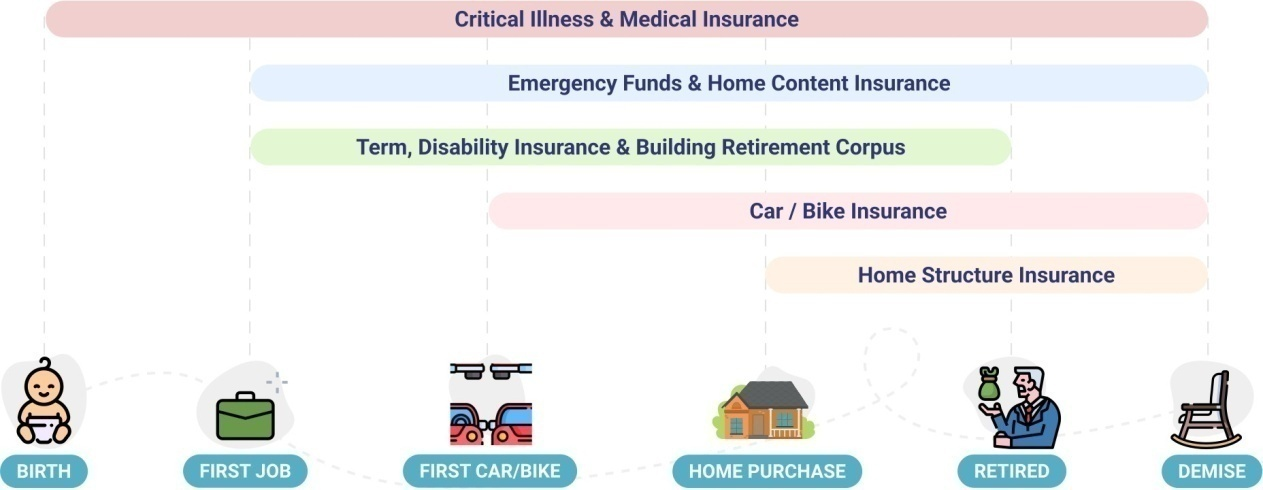 Critical Illness & Medical Insurance
Emergency Funds & Home Content Insurance
Term, Disability Insurance & Building Retirement Corpus
Car / Bike Insurance
Home Structure Insurance
BIRTH
FIRST JOB
FIRST CAR/BIKE
HOME PURCHASE
RETIRED
DEMISE